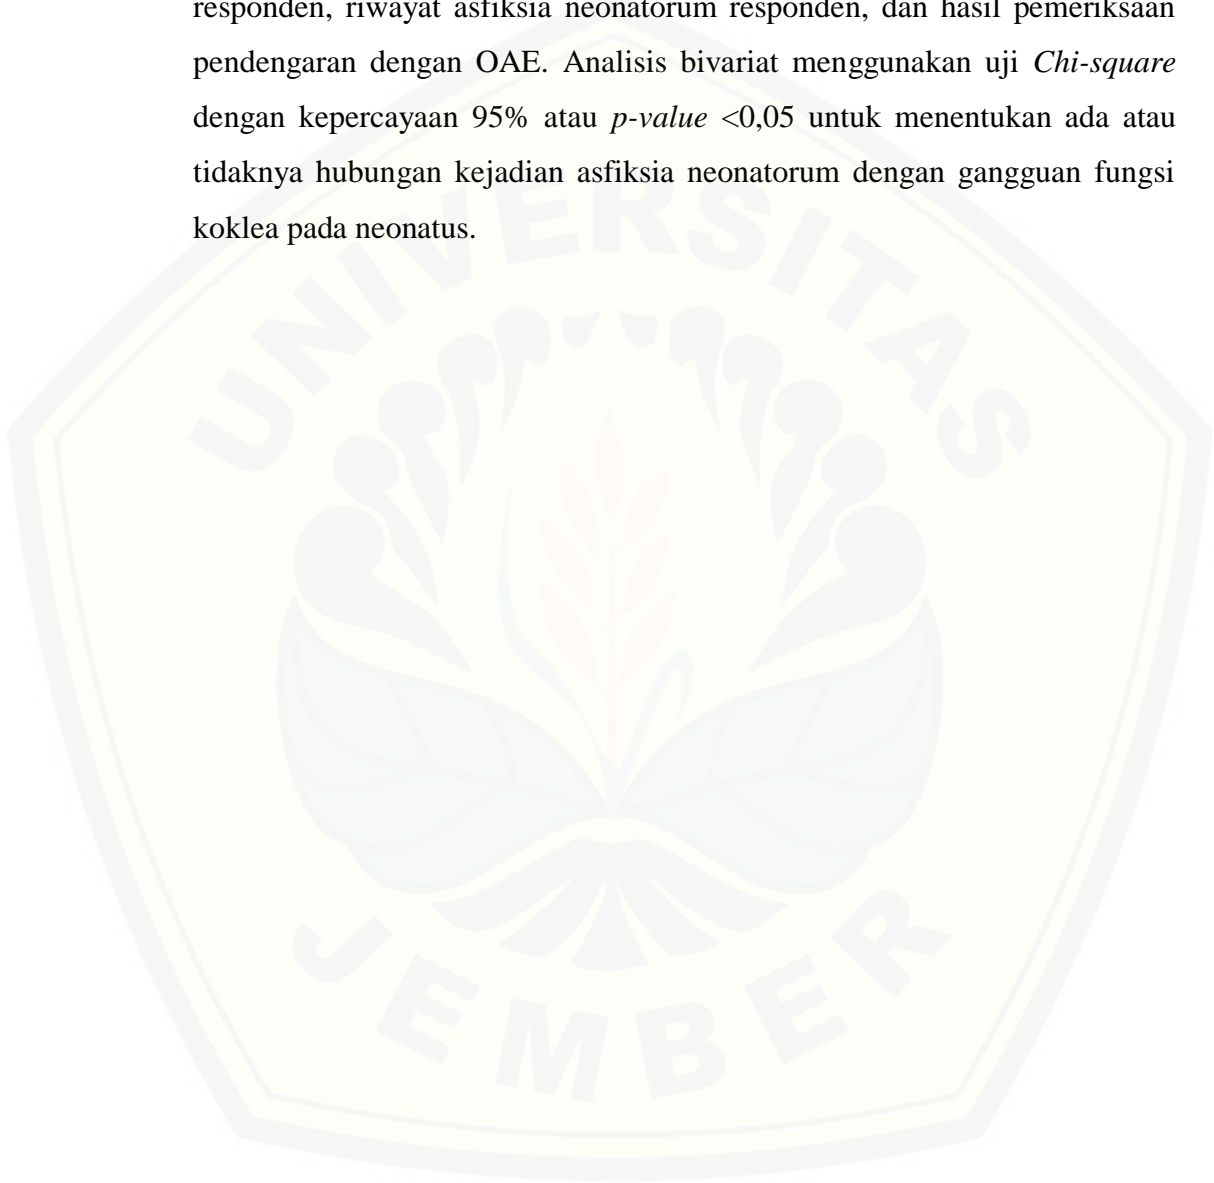 responden, riwayat asfiksia neonatorum responden, dan hasil pemeriksaan
pendengaran dengan OAE. Analisis bivariat menggunakan uji Chi-square
dengan kepercayaan 95% atau p-value <0,05 untuk menentukan ada atau
tidaknya hubungan kejadian asfiksia neonatorum dengan gangguan fungsi
koklea pada neonatus.
UNIVERSITAS
JEMBER